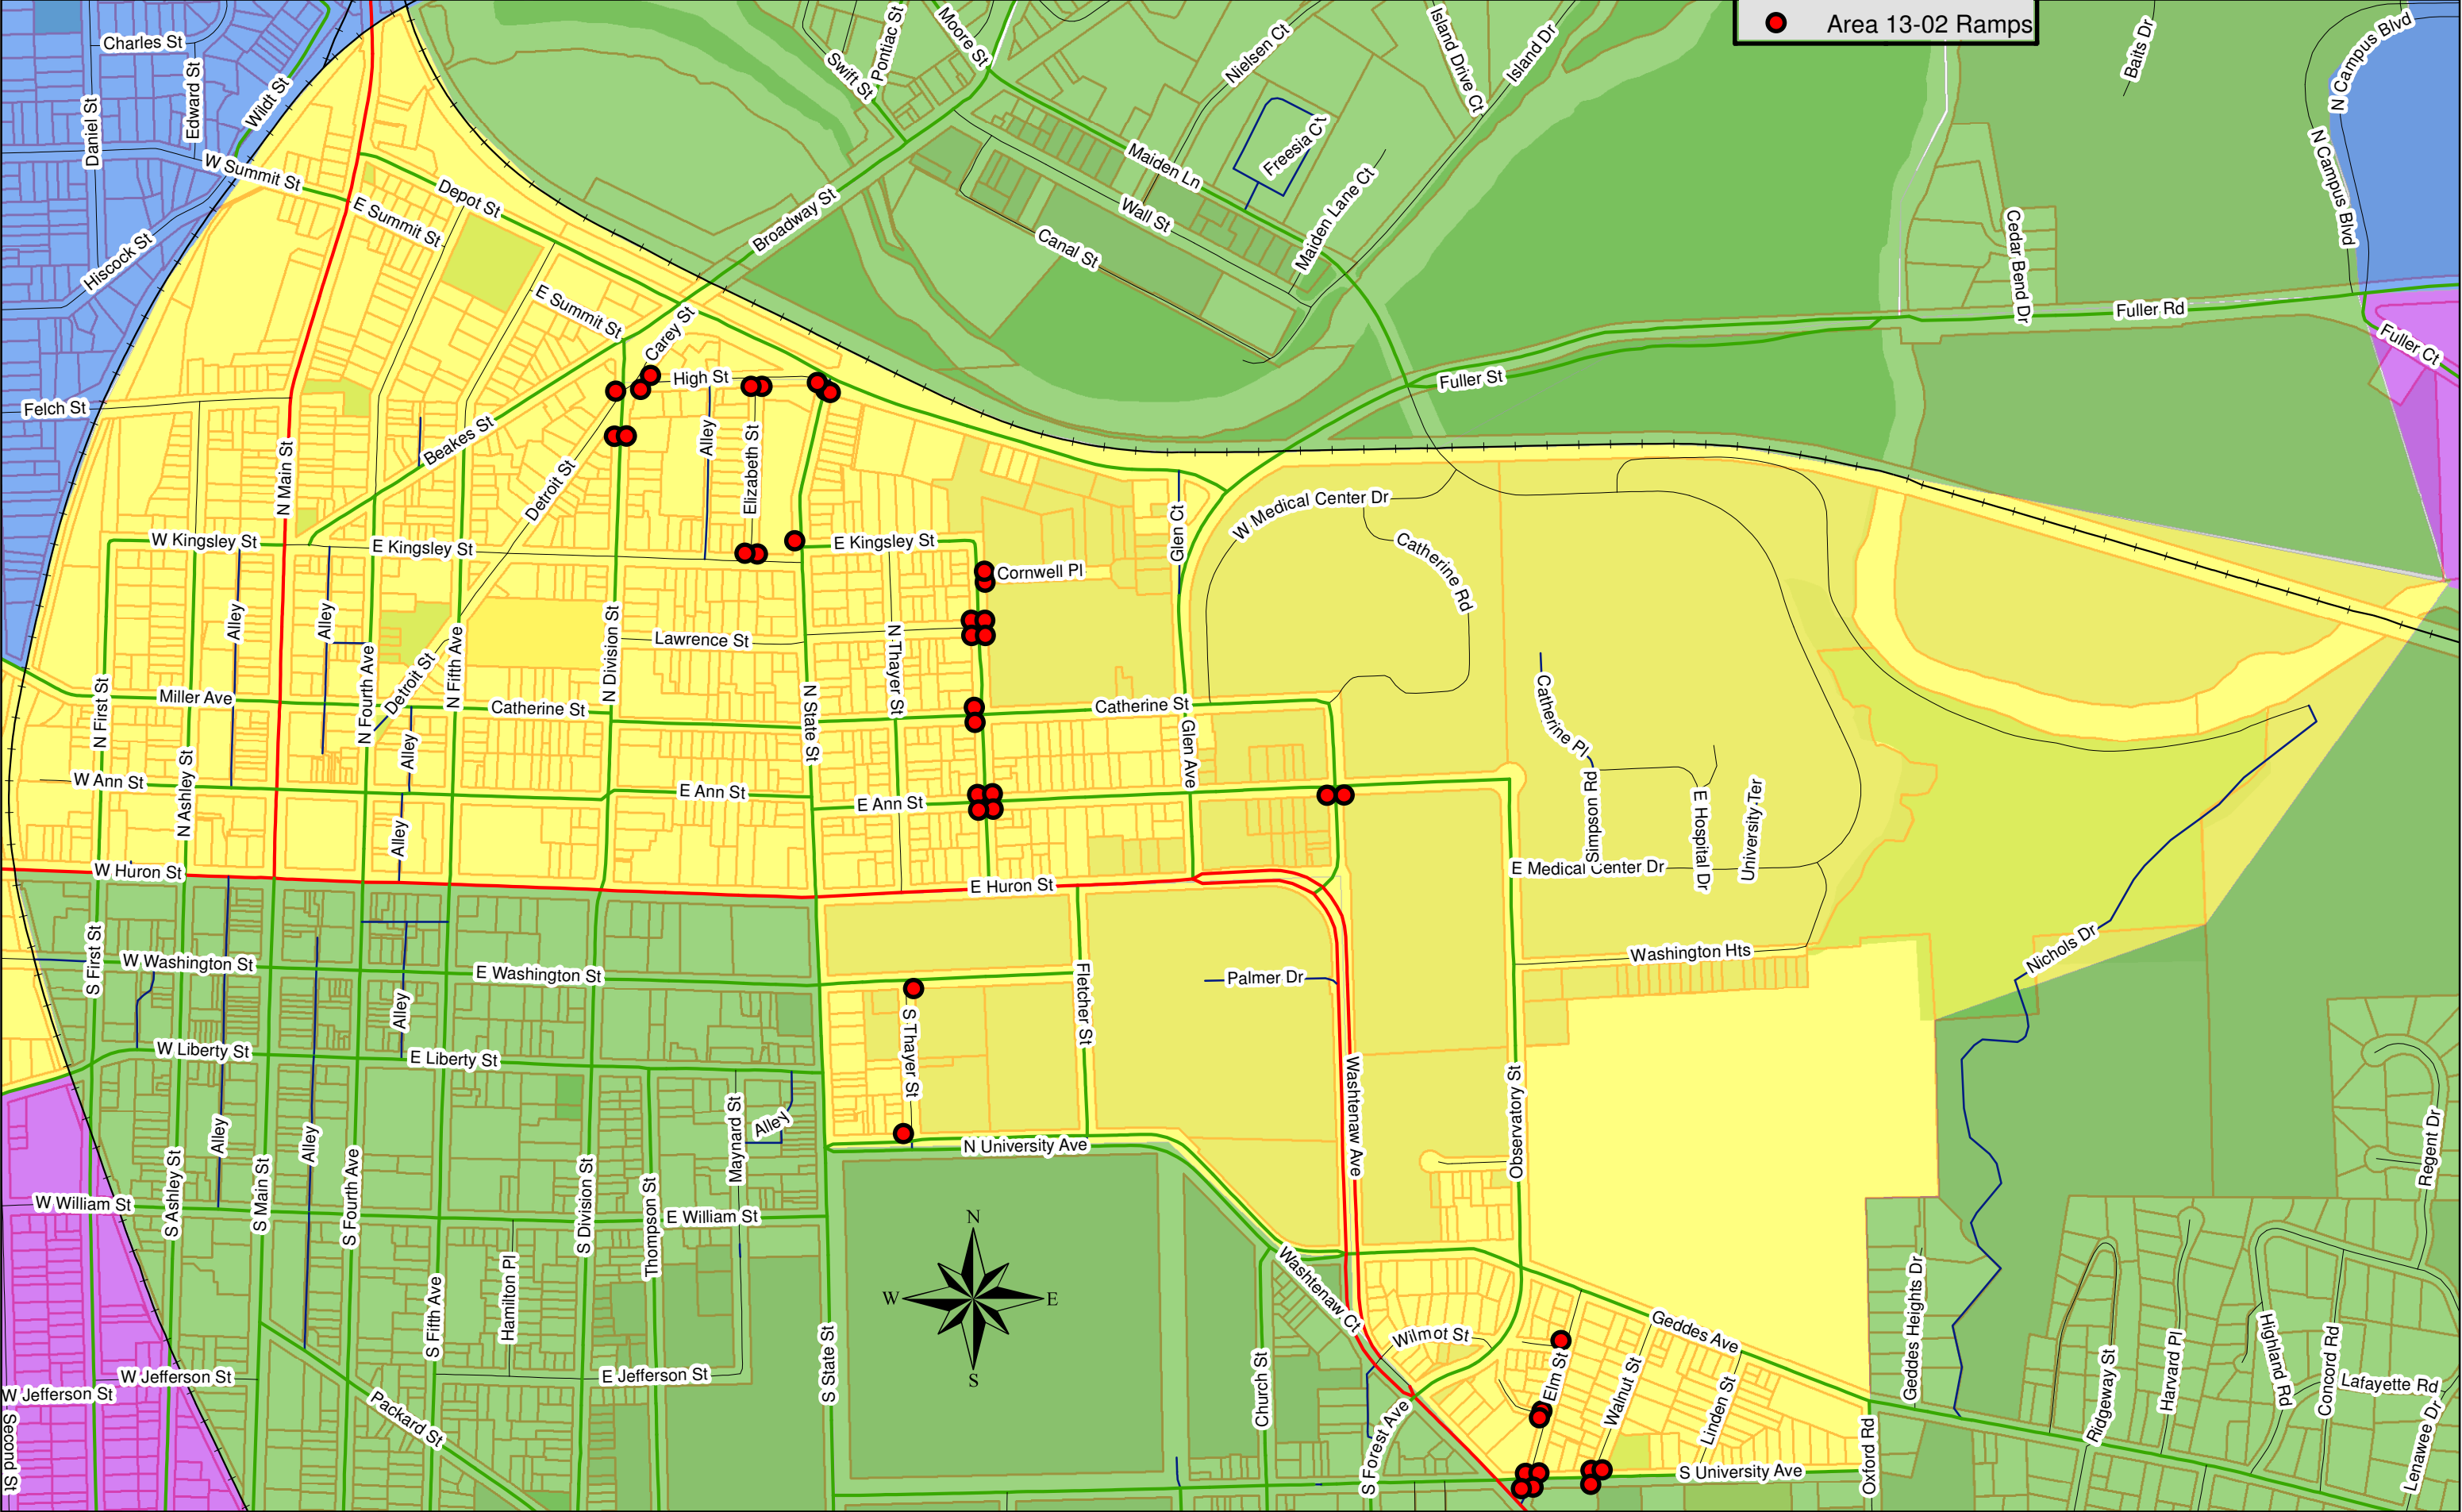 Area 13-02 Ramps
Charles St
Daniel St
Edward St
Wildt St
W Summit St
Hiscock St
Felch St
E Summit St
Depot St
E Summit St
Broadway St
Swift St
Pontiac St
Moore St
Nielsen Ct
Island Drive Ct
Island Dr
Freesia Ct
Maiden Ln
Maiden Lane Ct
Wall St
Canal St
Baits Dr
N Campus Blvd
N Campus Blvd
Cedar Bend Dr
Fuller Rd
Fuller Ct
Fuller St
Carey St
High St
Alley
Elizabeth St
Beakes St
Detroit St
N Main St
W Kingsley St
E Kingsley St
E Kingsley St
Cornwell Pl
Glen Ct
W Medical Center Dr
Catherine Rd
Alley
Alley
Lawrence St
N Thayer St
N Division St
N Fourth Ave
Detroit St
N Fifth Ave
N First St
Miller Ave
Catherine St
Catherine St
N State St
Glen Ave
Alley
W Ann St
N Ashley St
E Ann St
E Ann St
Alley
Catherine Pl
Simpson Rd
E Hospital Dr
University Ter
E Medical Center Dr
W Huron St
E Huron St
S First St
W Washington St
E Washington St
Washington Hts
Nichols Dr
Palmer Dr
Fletcher St
S Thayer St
Alley
W Liberty St
E Liberty St
Washtenaw Ave
Observatory St
Maynard St
Alley
Alley
Alley
N University Ave
W William St
E William St
S Ashley St
S Main St
S Fourth Ave
S Division St
Thompson St
Hamilton Pl
S Fifth Ave
N
W
E
S
Washtenaw Ct
Wilmot St
Geddes Ave
Geddes Heights Dr
Regent Dr
Highland Rd
Concord Rd
Harvard Pl
Ridgeway St
Lafayette Rd
Lenawee Dr
W Jefferson St
W Jefferson St
E Jefferson St
Second St
Packard St
S State St
Church St
S Forest Ave
Elm St
Walnut St
Linden St
S University Ave
Oxford Rd